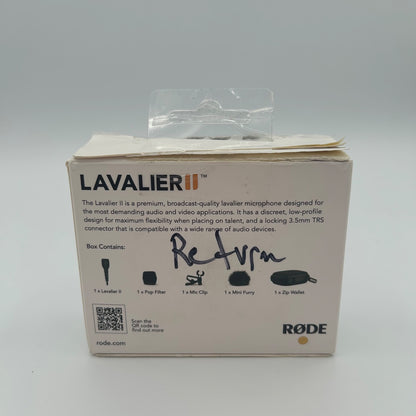 LAVALIER II™
The Lavalier II is a premium, broadcast-quality lavalier microphone designed for
the most demanding audio and video applications. It has a discreet, low-profile
design for maximum flexibility when placing on talent, and a locking 3.5mm TRS
connector that is compatible with a wide range of audio devices.
Box Contains:
Return
1 x Lavalier II 1 x Pop Filter 1 x Mic Clip 1 x Mini Furry 1 x Zip Wallet
Scan the
QR code to
find out more
rode.com
RØDE